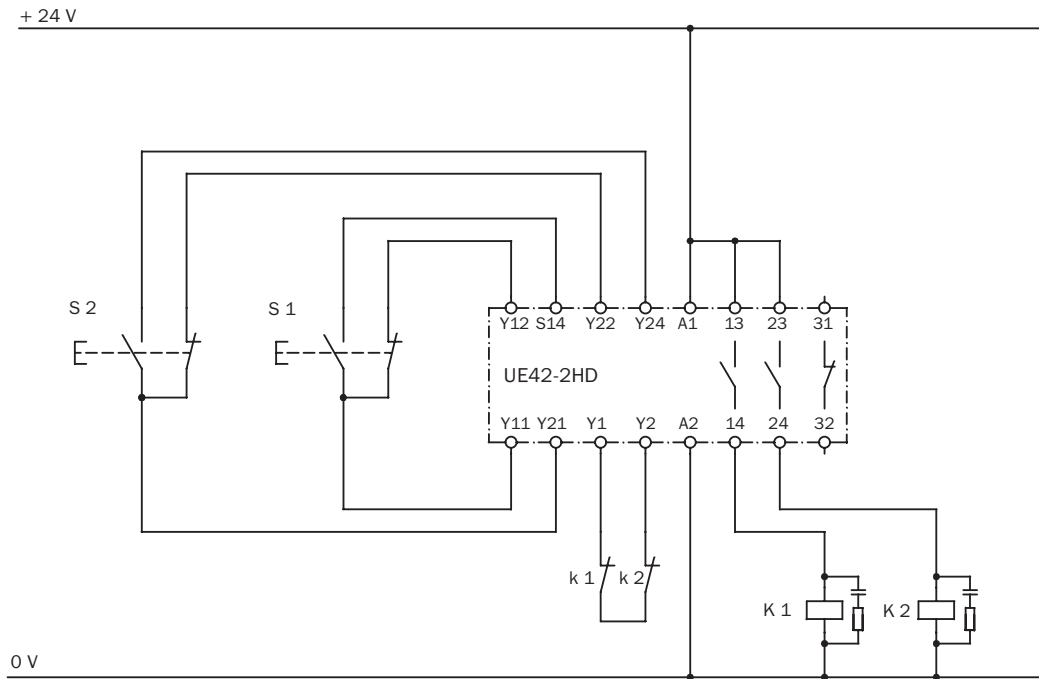 + 24 V
S 2
S 1
Y12 S14 Y22 Y24 A1 13 23 31
UE42-2HD
Y11 Y21 Y1 Y2 A2 14 24 32
k 1 k 2
K 1 K 2
0 V